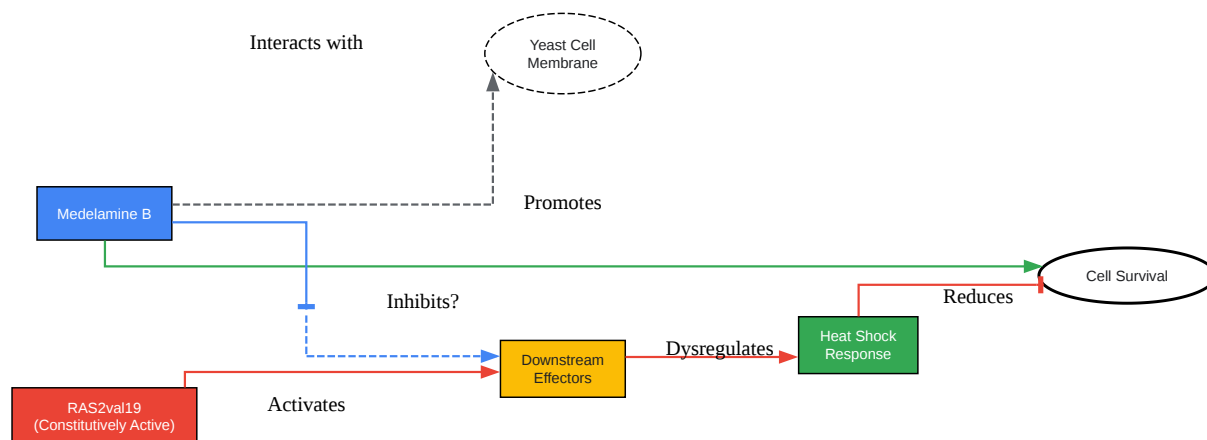 Interacts with
Yeast Cell
Membrane
Medelamine B
Promotes
Cell Survival
Inhibits?
Reduces
Heat Shock
Response
Dysregulates
Downstream
Effectors
Activates
RAS2val19
(Constitutively Active)